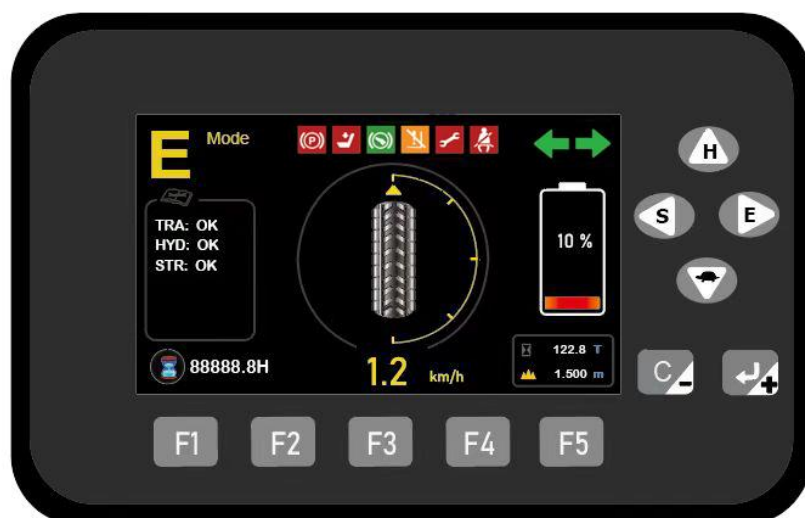 E Mode
(P)
TRA: OK
HYD: OK
STR: OK
10 %
88888.8H
1.2 km/h
122.8 T
1.500 m
H
S
E
C -
+
F1
F2
F3
F4
F5